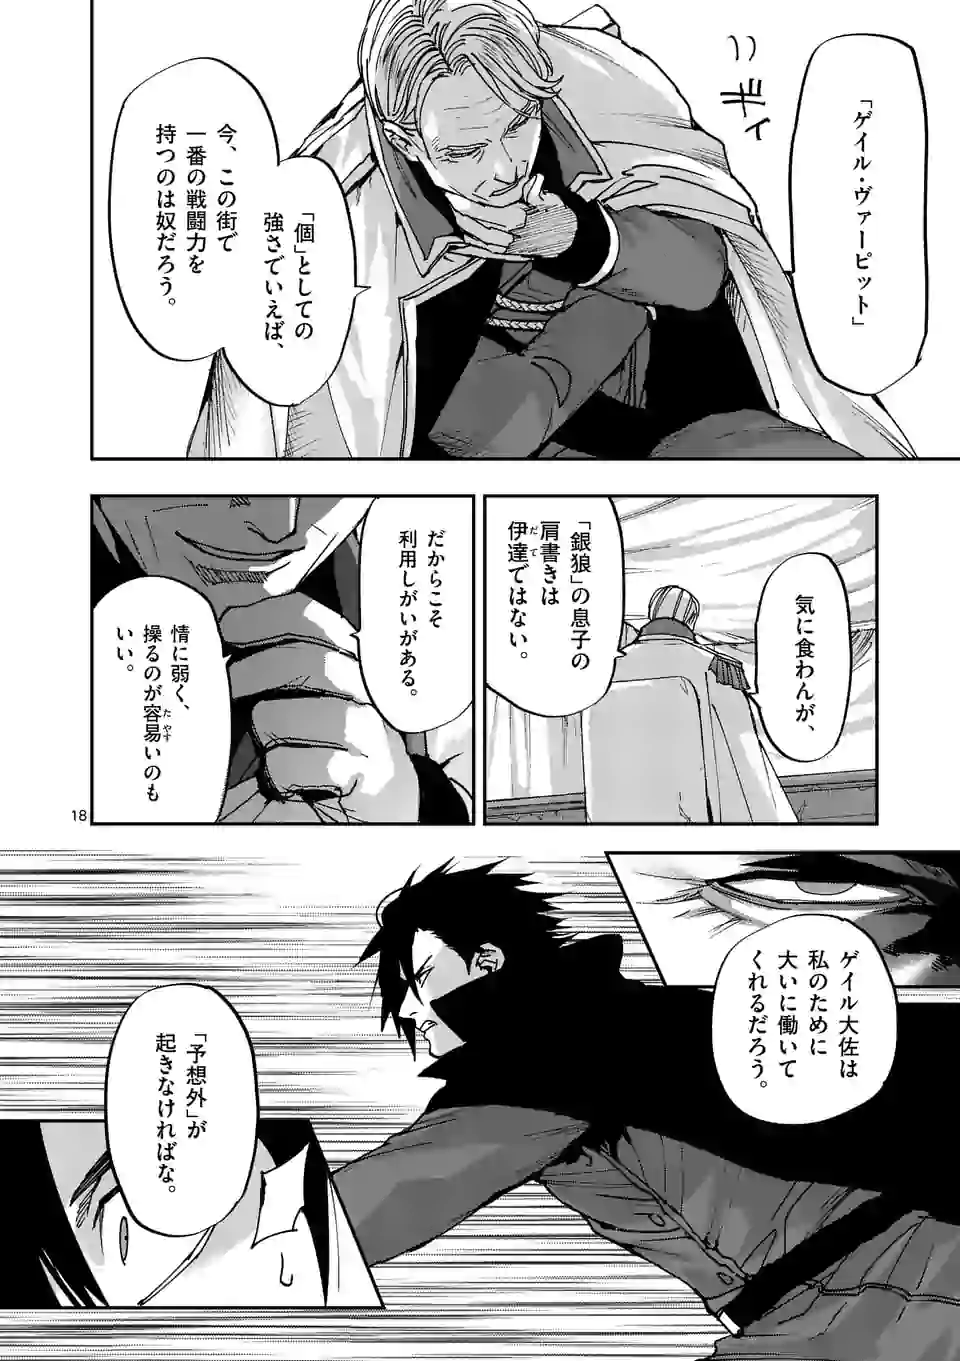 「ゲイル・ヴァーピット」
ギィ
「個」としての
強さでいえば、
今、この街で
一番の戦闘力を
持つのは奴だろう。
気に食わんが、
「銀狼」の息子の
肩書きは
伊達ではない。
だて
だからこそ
利用しがいがある。
情に弱く、
操るのが容易いのも
たやす
いい。
18
ゲイル大佐は
私のために
大いに働いて
くれるだろう。
「予想外」が
起きなければな。